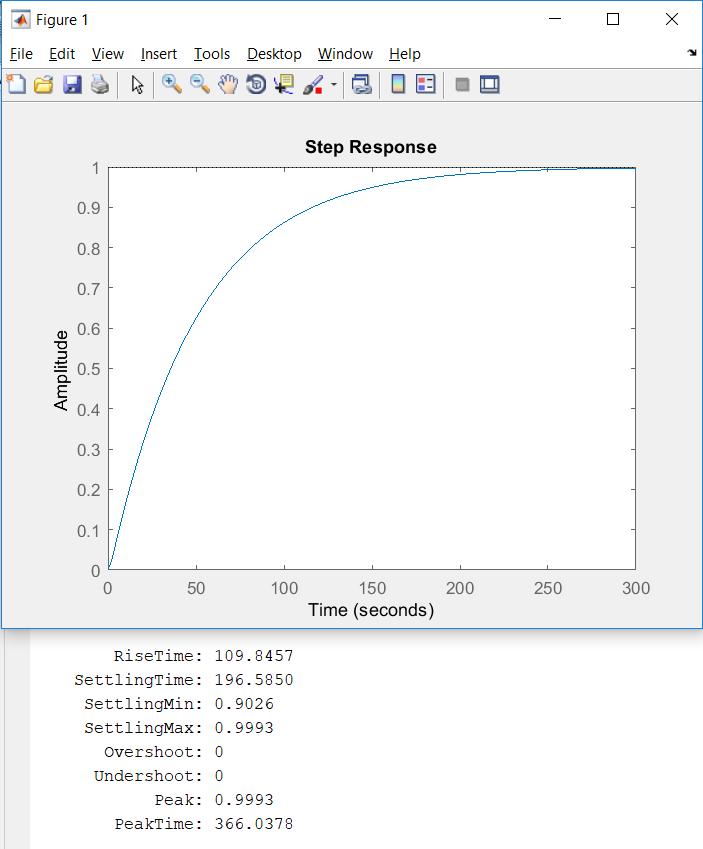 Figure 1
File Edit View Insert Tools Desktop Window Help
Step Response
1
0.9
0.8
0.7
0.6
0.5
0.4
0.3
0.2
0.1
0
Amplitude
0 50 100 150 200 250 300
Time (seconds)
RiseTime: 109.8457
SettlingTime: 196.5850
SettlingMin: 0.9026
SettlingMax: 0.9993
Overshoot: 0
Undershoot: 0
Peak: 0.9993
PeakTime: 366.0378